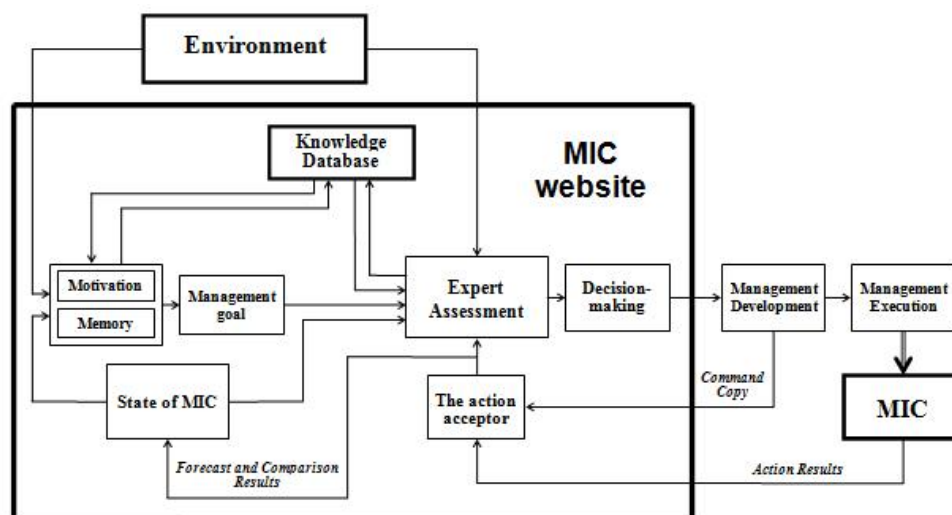 Environment
Knowledge
Database
MIC
website
Motivation
Memory
Management
goal
Expert
Assessment
Decision-
making
Management
Development
Management
Execution
State of MIC
The action
acceptor
Command
Copy
MIC
Forecast and Comparison
Results
Action Results